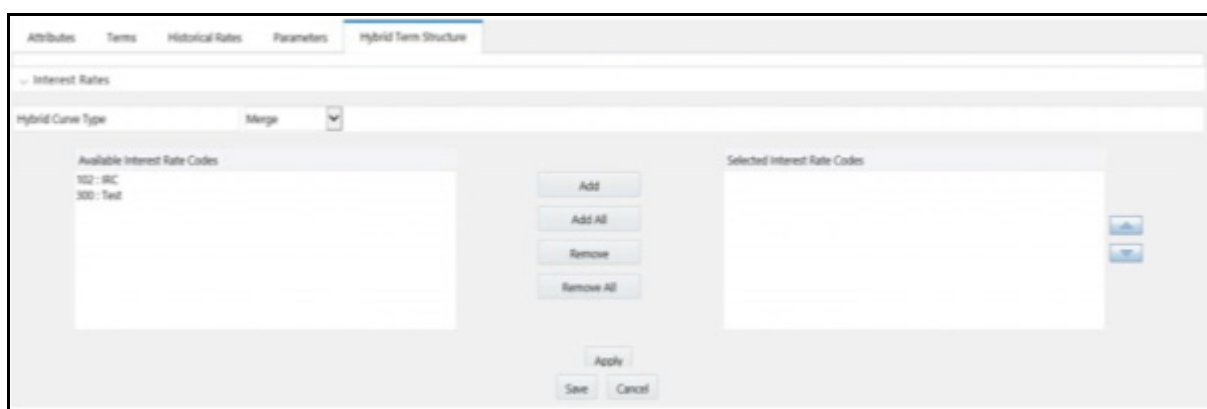 Attributes Terms Historical Rates Parameters Hybrid Term Structure
Interest Rates
Hybrid Curve Type Merge
Available Interest Rate Codes Selected Interest Rate Codes
102 : IRC
300 : Test
Add
Add All
Remove
Remove All
Apply
Save Cancel